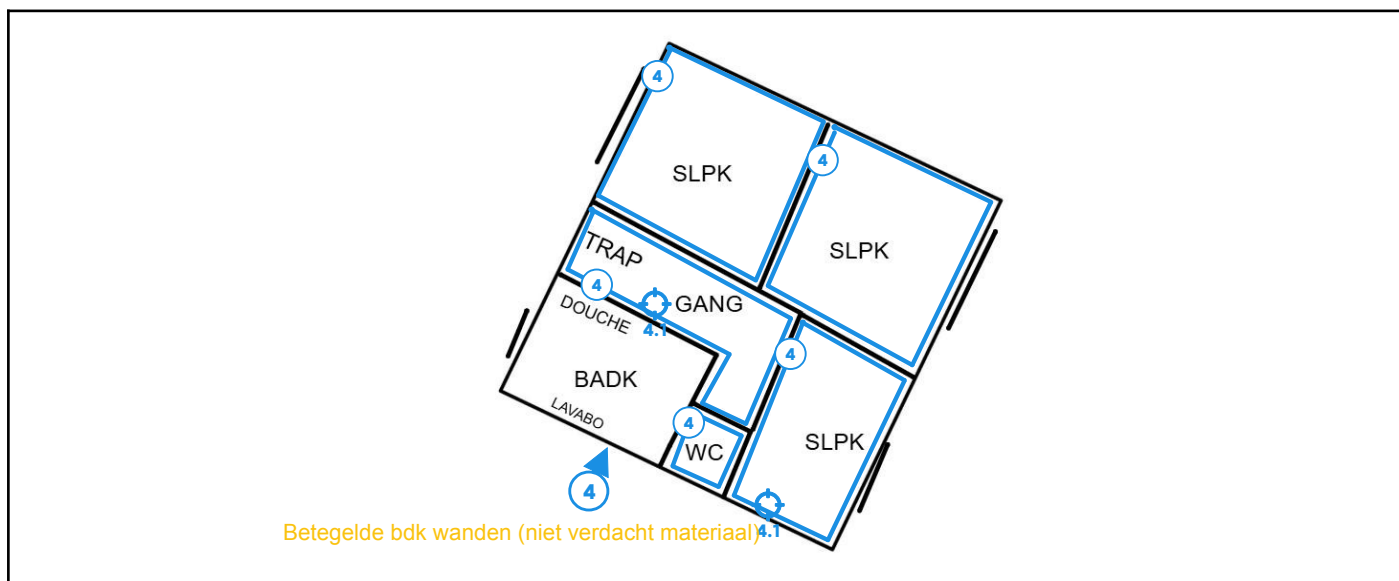 4
SLPK
4
SLPK
TRAP
4
GANG
4.1
DOUCHE
4
BADK
LAVABO
4
WC
SLPK
4
4.1
Betegelde bdk wanden (niet verdacht materiaal)